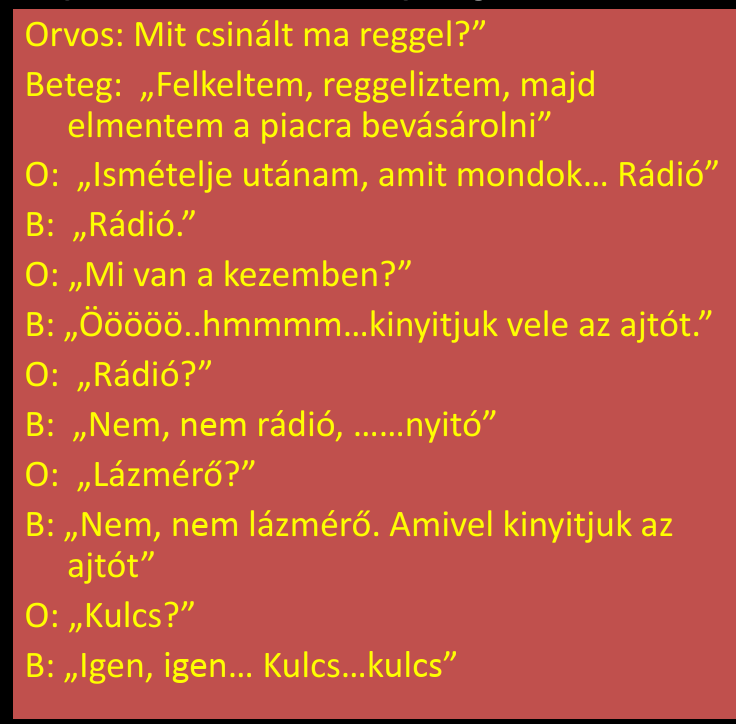 Orvos: Mit csinált ma reggel?”
Beteg: „Felkeltem, reggeliztem, majd
elmentem a piacra bevásárolni”
O: „Ismételje utánam, amit mondok… Rádió”
B: „Rádió.”
O: „Mi van a kezemben?”
B: „Ööőöö..hmmmm…kinyitjuk vele az ajtót.”
O: „Rádió?”
B: „Nem, nem rádió, ……nyitó”
O: „Lázmérő?”
B: „Nem, nem lázmérő. Amivel kinyitjuk az
ajtót”
O: „Kulcs?”
B: „Igen, igen… Kulcs…kulcs”